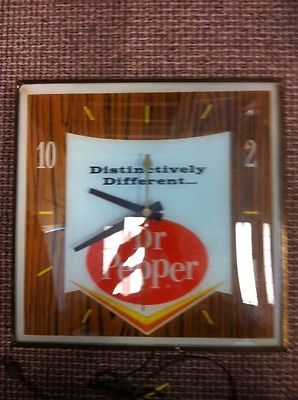 10
2
Distinctively
Different....
Dr
Pepper